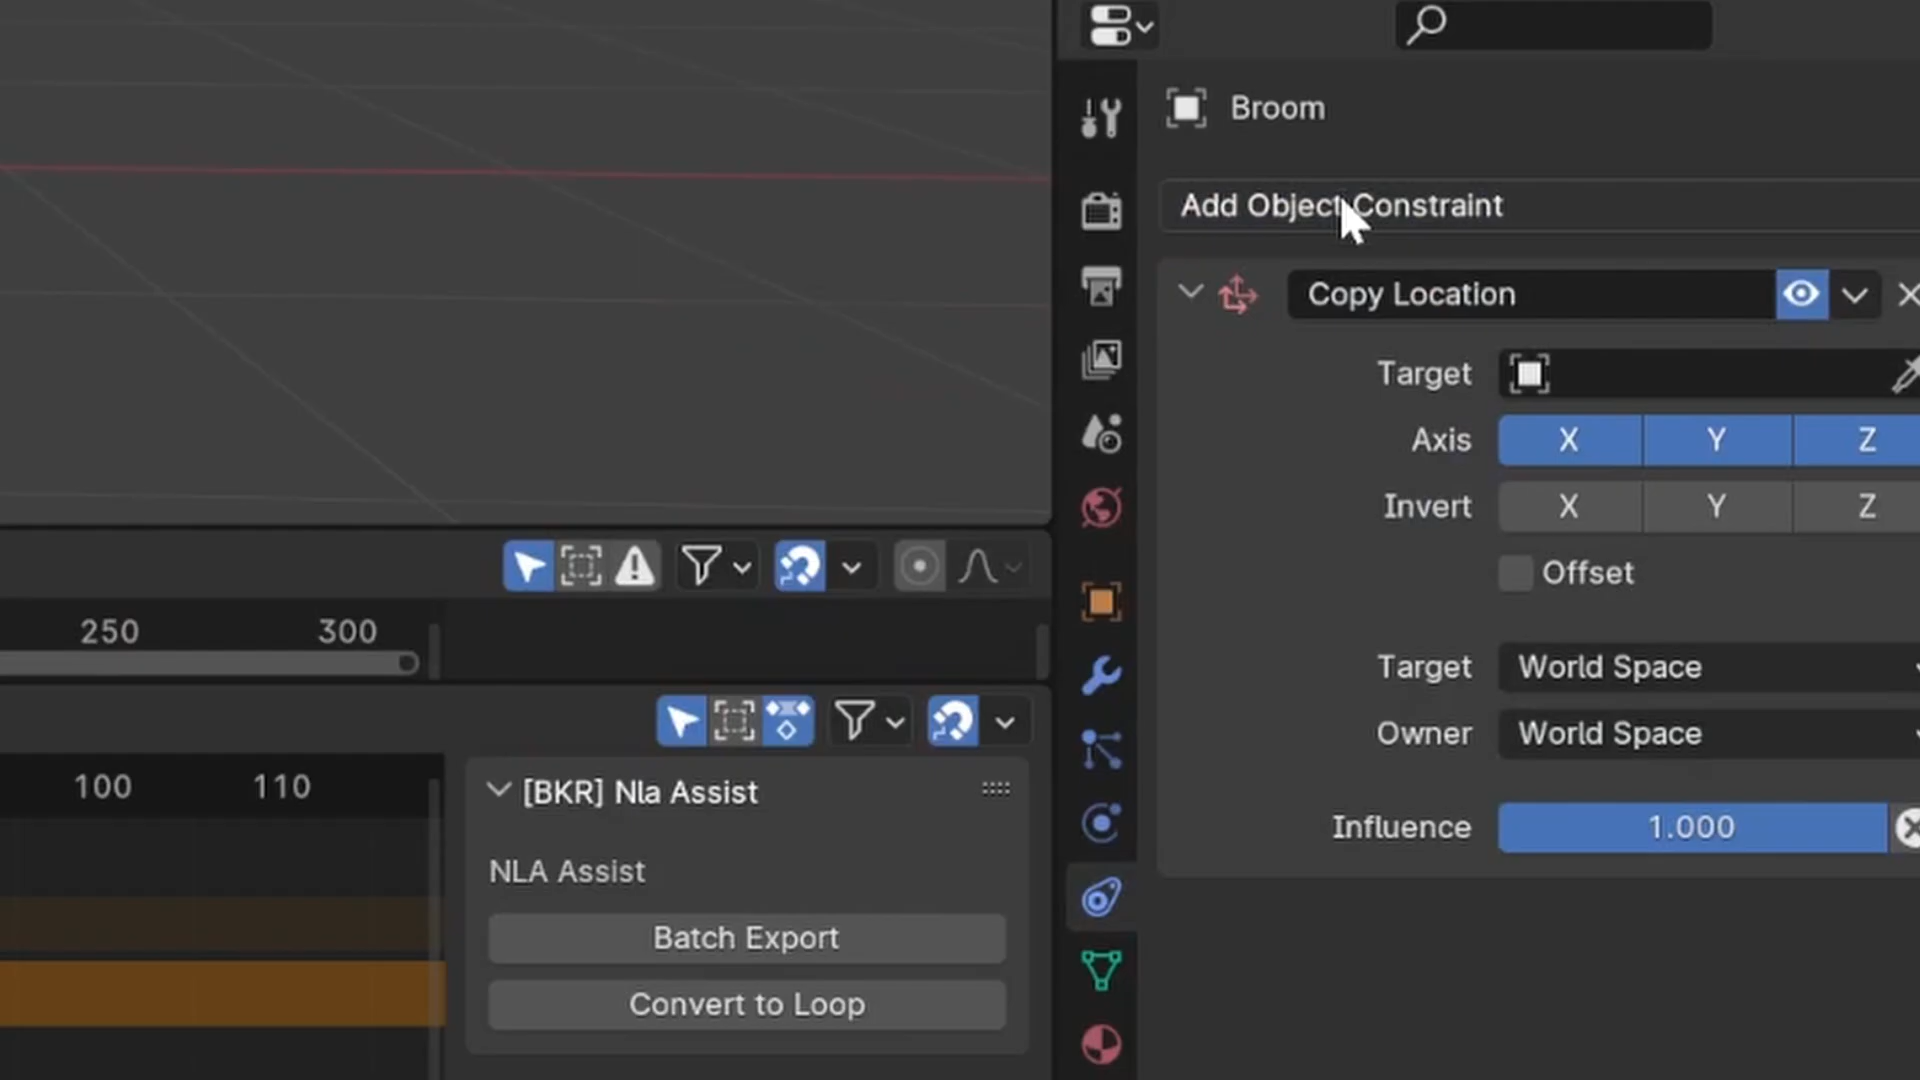 Broom
Add Object Constraint
Copy Location
Target
Axis X Y Z
Invert X Y Z
Offset
Target World Space
Owner World Space
Influence 1.000
250 300
100 110
[BKR] Nla Assist
NLA Assist
Batch Export
Convert to Loop